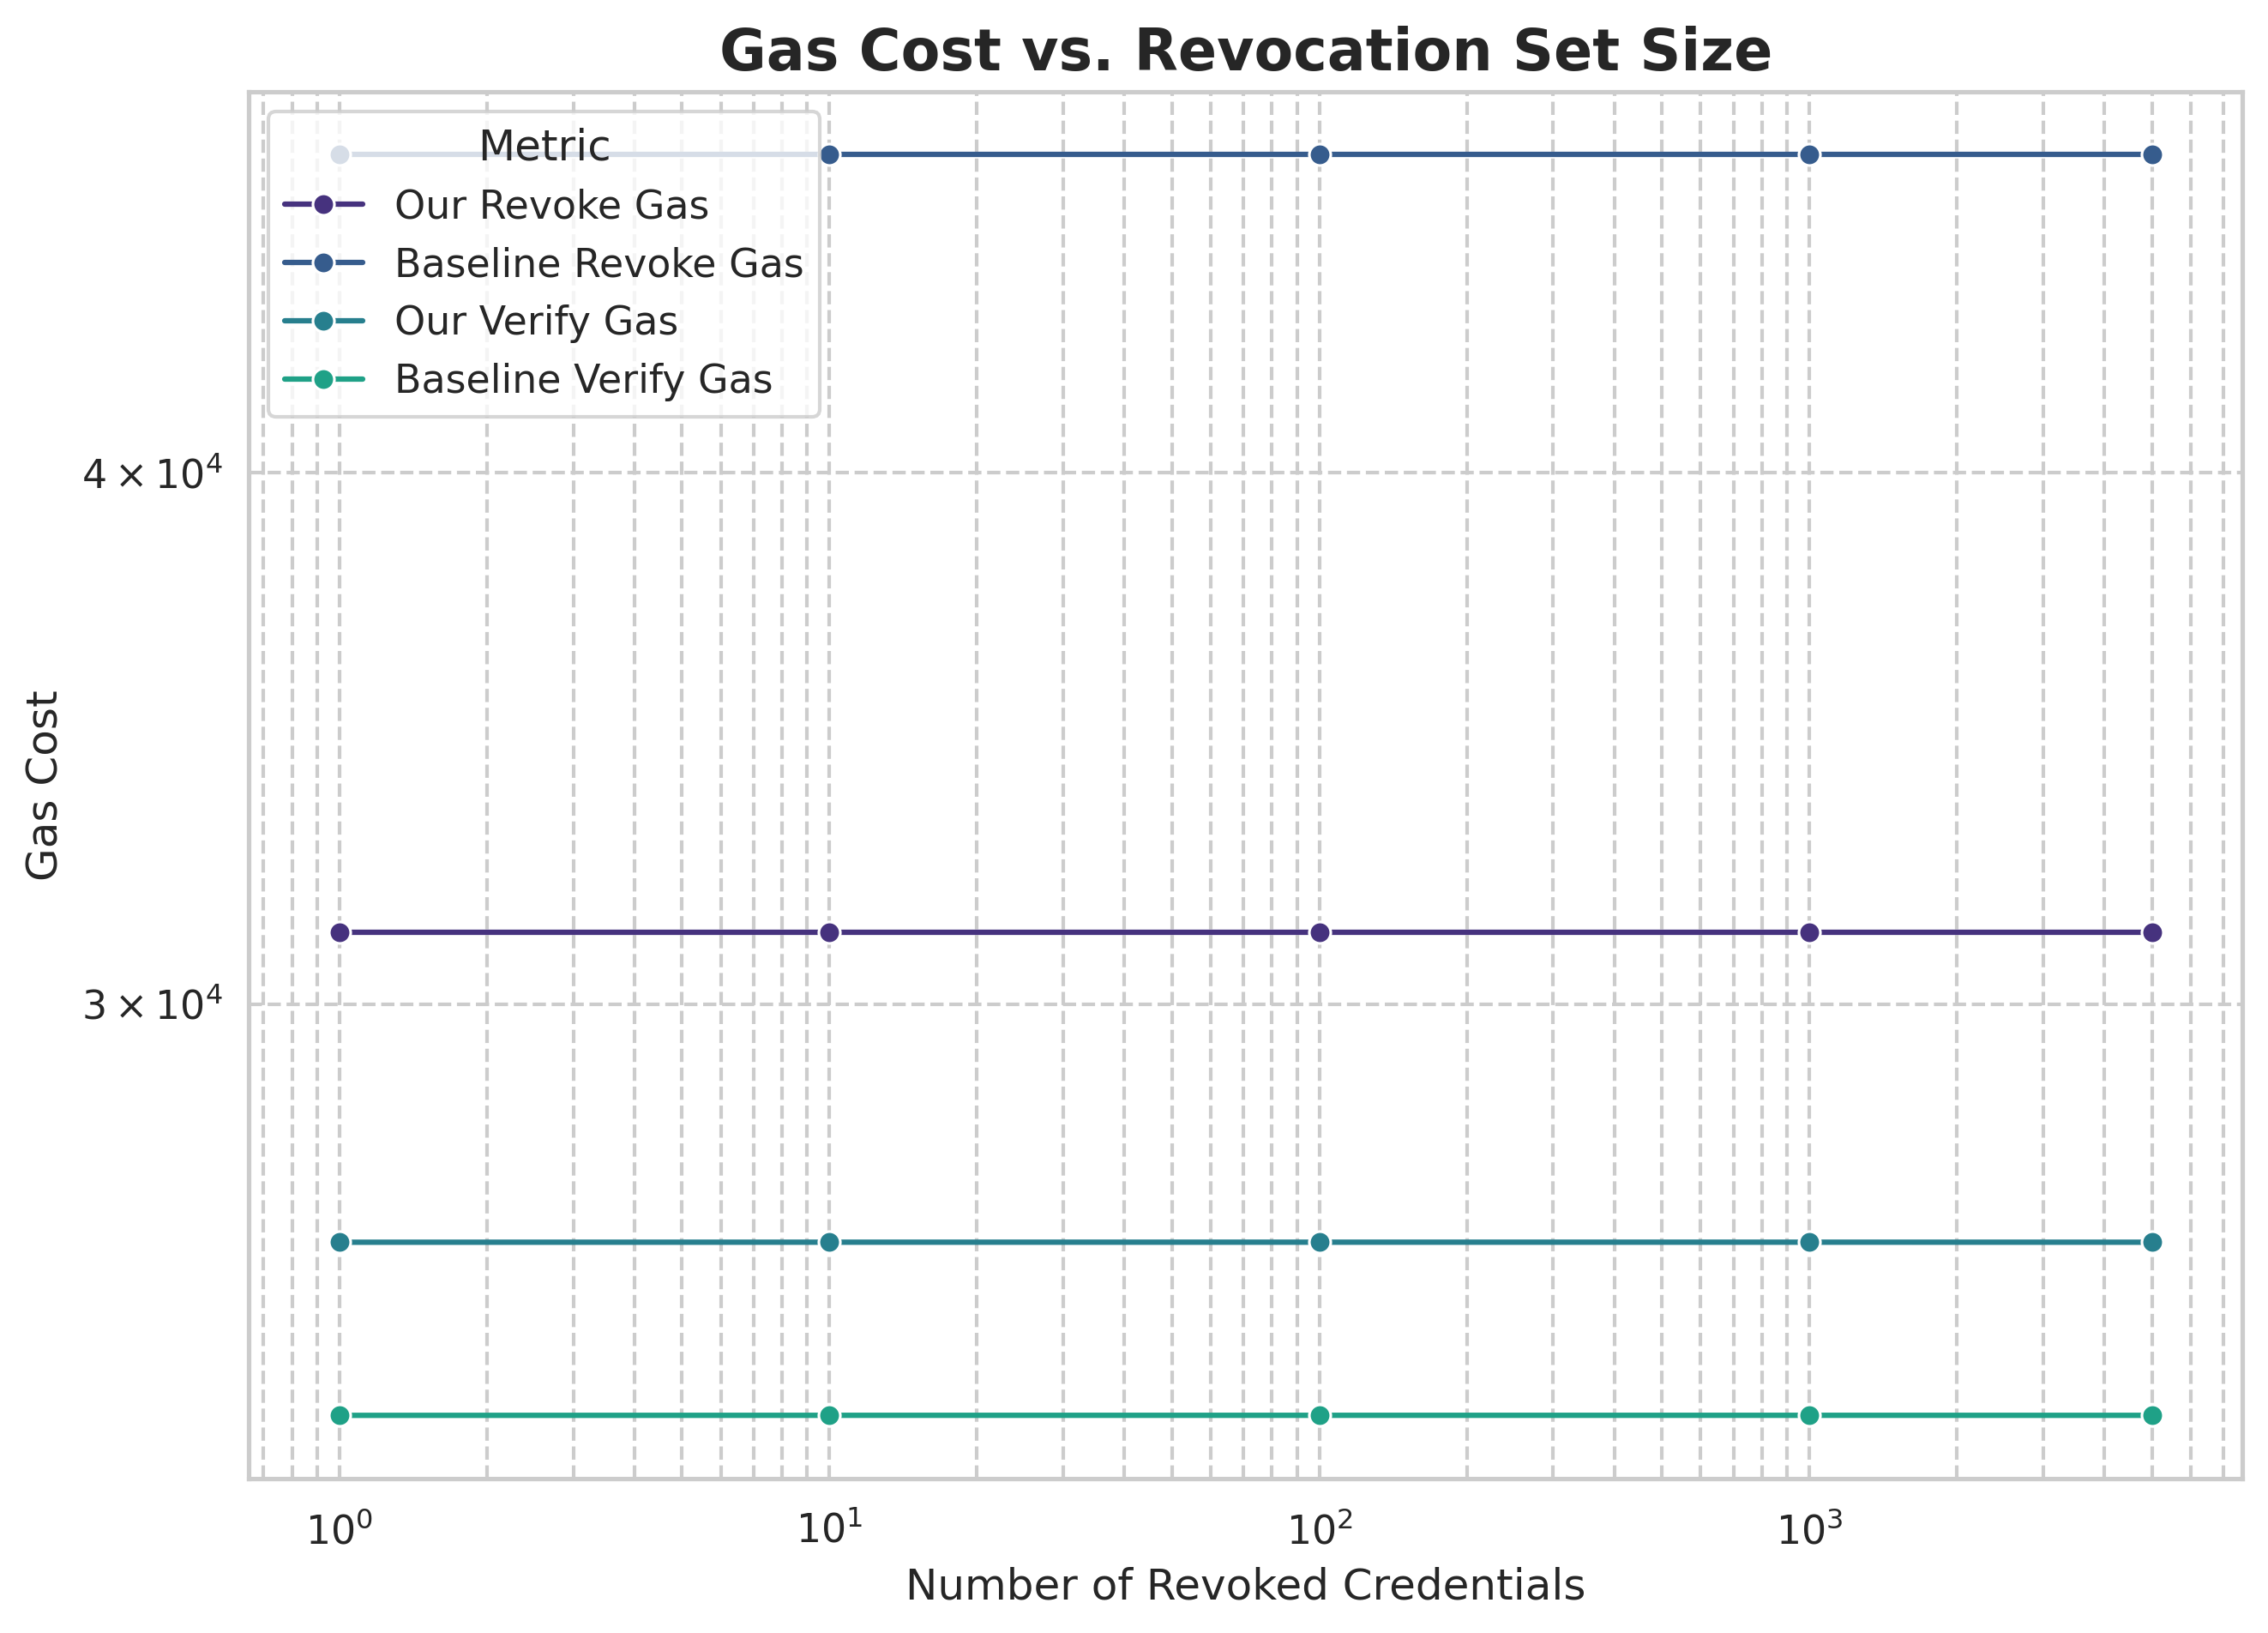 Gas Cost vs. Revocation Set Size
Metric
Our Revoke Gas
Baseline Revoke Gas
Our Verify Gas
Baseline Verify Gas
4 × 10⁴
3 × 10⁴
Gas Cost
10⁰ 10¹ 10² 10³
Number of Revoked Credentials